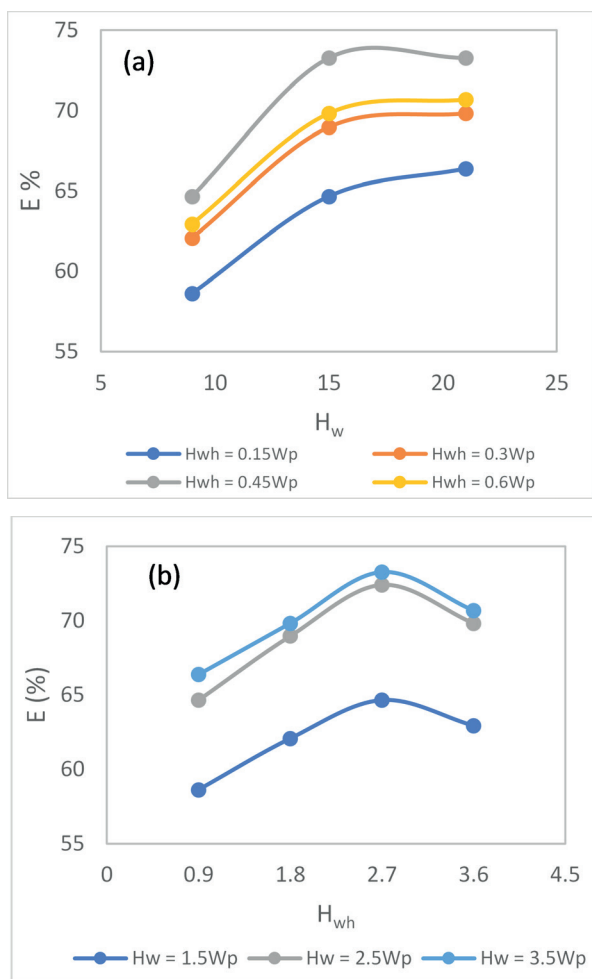 (a)
75
70
65
60
55
E %
5 10 15 20 25
H_w
Hwh = 0.15Wp Hwh = 0.3Wp
Hwh = 0.45Wp Hwh = 0.6Wp
(b)
75
70
65
60
55
E (%)
0 0.9 1.8 2.7 3.6 4.5
H_wh
Hw = 1.5Wp Hw = 2.5Wp Hw = 3.5Wp